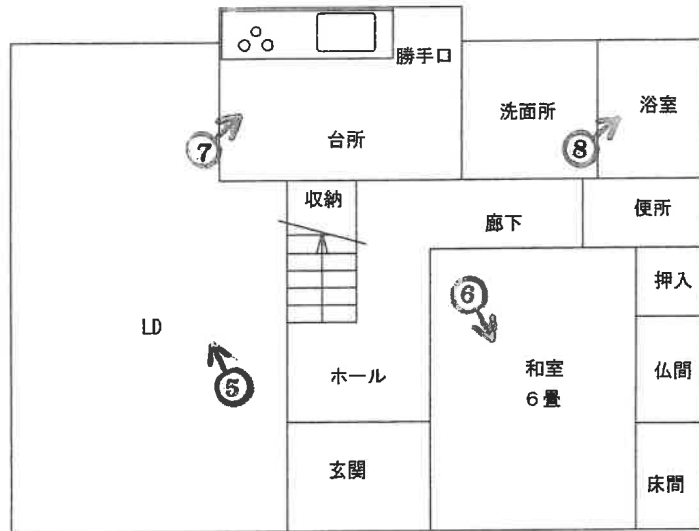 勝手口
洗面所
浴室
台所
⑦
⑧
収納
廊下
便所
押入
⑥
LD
⑤
ホール
和室
6畳
仏間
玄関
床間